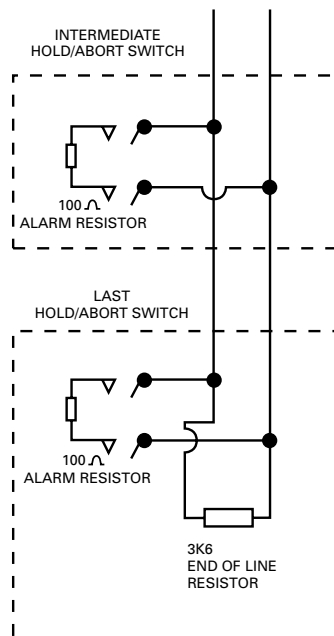 INTERMEDIATE
HOLD/ABORT SWITCH
100 Ω
ALARM RESISTOR
LAST
HOLD/ABORT SWITCH
100 Ω
ALARM RESISTOR
3K6
END OF LINE
RESISTOR